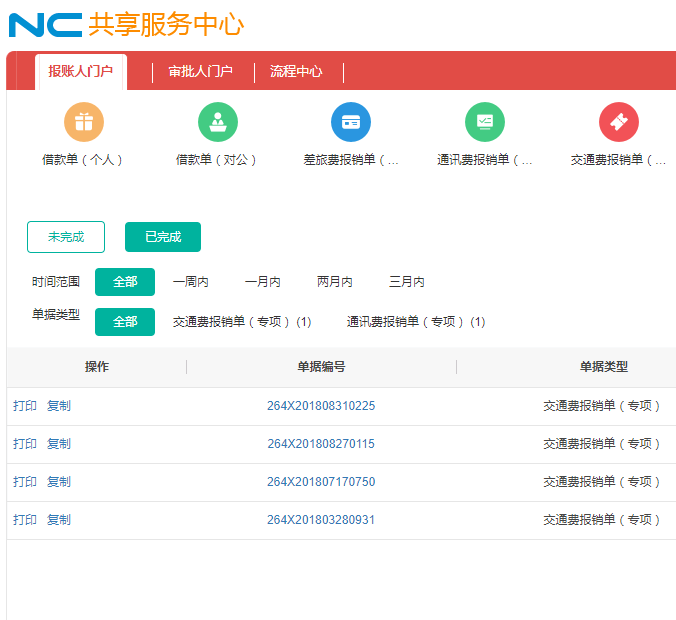 NC 共享服务中心
报账人门户 审批人门户 流程中心
借款单（个人） 借款单（对公） 差旅费报销单（... 通讯费报销单（... 交通费报销单（...
未完成 已完成
时间范围 全部 一周内 一月内 两月内 三月内
单据类型 全部 交通费报销单（专项）(1) 通讯费报销单（专项）(1)
操作 单据编号 单据类型
打印 复制 264X201808310225 交通费报销单（专项）
打印 复制 264X201808270115 交通费报销单（专项）
打印 复制 264X201807170750 交通费报销单（专项）
打印 复制 264X201803280931 交通费报销单（专项）